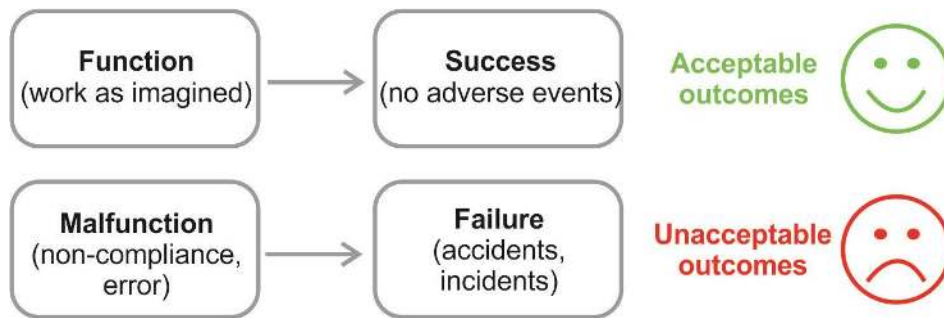 Function
(work as imagined)
Success
(no adverse events)
Acceptable
outcomes
Malfunction
(non-compliance,
error)
Failure
(accidents,
incidents)
Unacceptable
outcomes